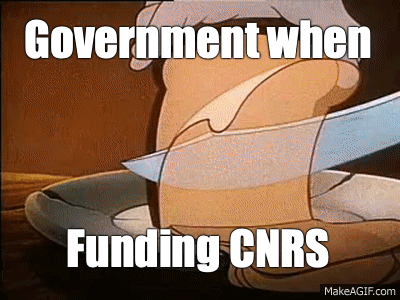 Government when
Funding CNRS
MakeAGIF.com